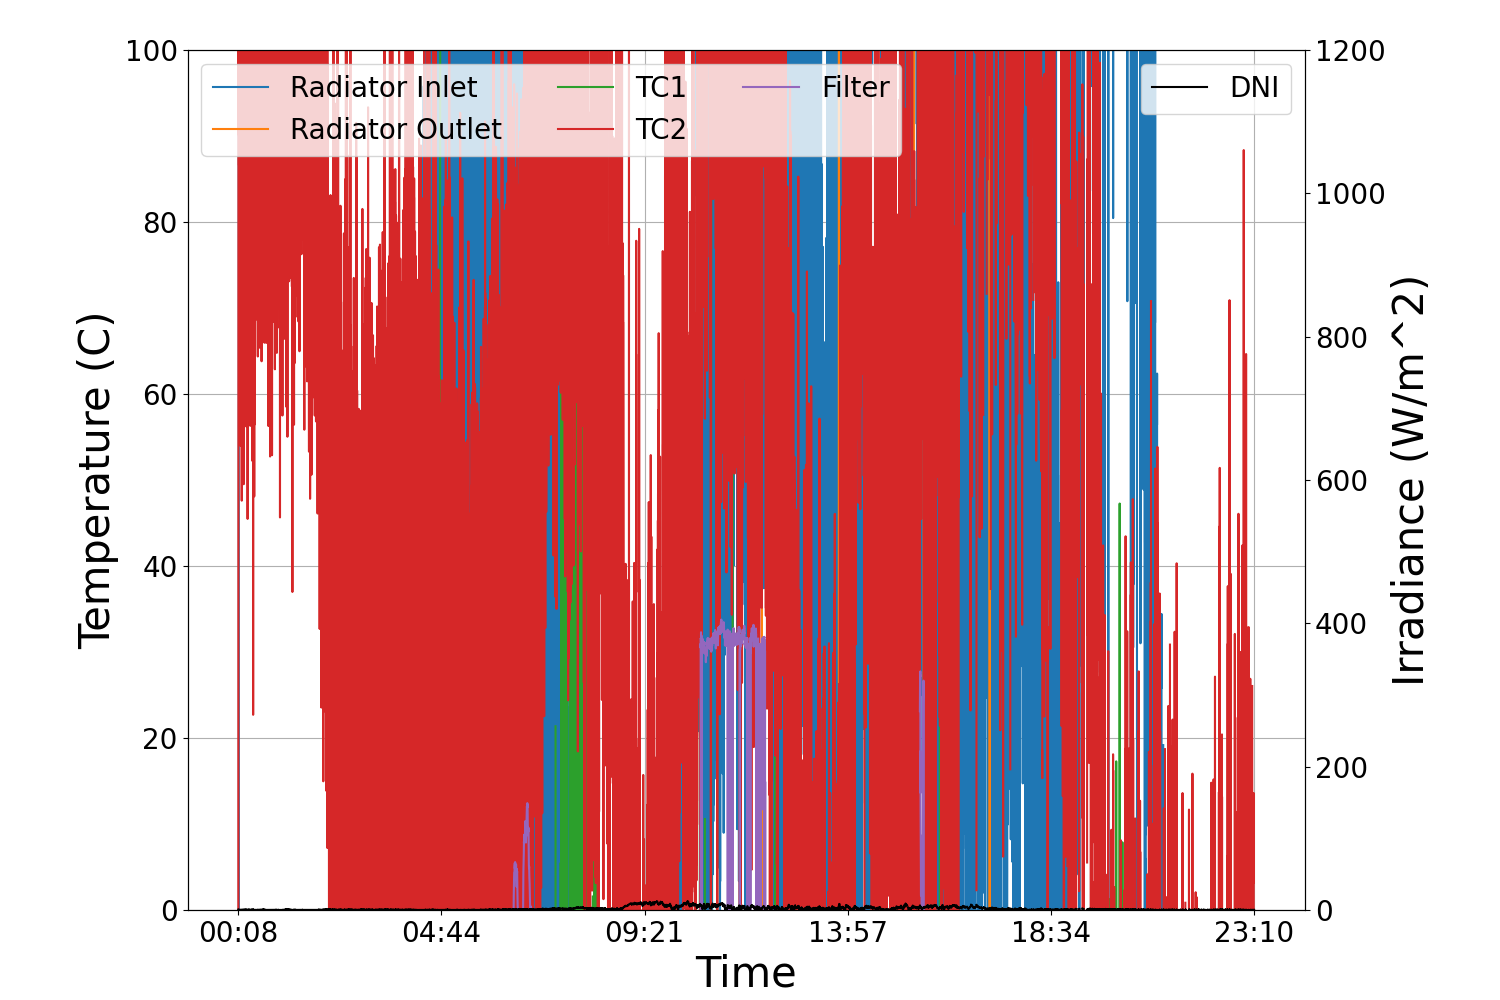 Radiator Inlet
Radiator Outlet
TC1
TC2
Filter
DNI
100
80
60
40
20
0
Temperature (C)
1200
1000
800
600
400
200
0
Irradiance (W/m^2)
00:08 04:44 09:21 13:57 18:34 23:10
Time